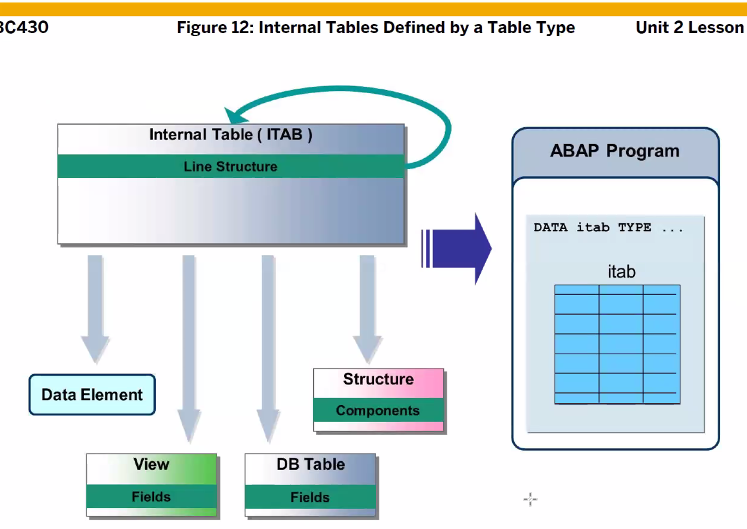 BC430
Figure 12: Internal Tables Defined by a Table Type
Unit 2 Lesson
Internal Table ( ITAB )
Line Structure
ABAP Program
DATA itab TYPE ...
itab
Data Element
Structure
Components
View
Fields
DB Table
Fields